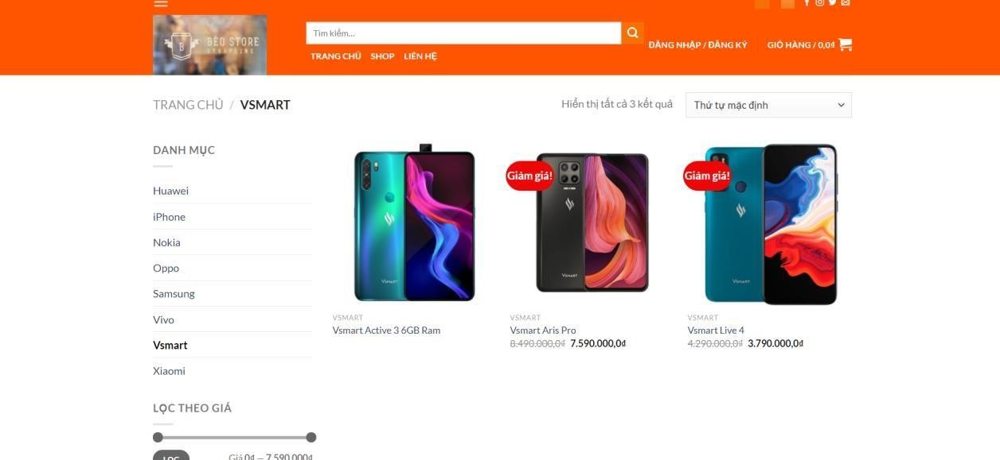 BÉO STORE
STRAPLINE
B
Tìm kiếm...
TRANG CHỦ SHOP LIÊN HỆ
ĐĂNG NHẬP / ĐĂNG KÝ
GIỎ HÀNG / 0,0₫
TRANG CHỦ / VSMART
Hiển thị tất cả 3 kết quả
Thứ tự mặc định
DANH MỤC
Huawei
iPhone
Nokia
Oppo
Samsung
Vivo
Vsmart
Xiaomi
LỌC THEO GIÁ
LỌC
Giá 0₫ — 7.590.000₫
VSMART
VSMART
Vsmart Active 3 6GB Ram
Giảm giá!
VSMART
VSMART
Vsmart Aris Pro
8.490.000,0₫ 7.590.000,0₫
Giảm giá!
VSMART
VSMART
Vsmart Live 4
4.290.000,0₫ 3.790.000,0₫